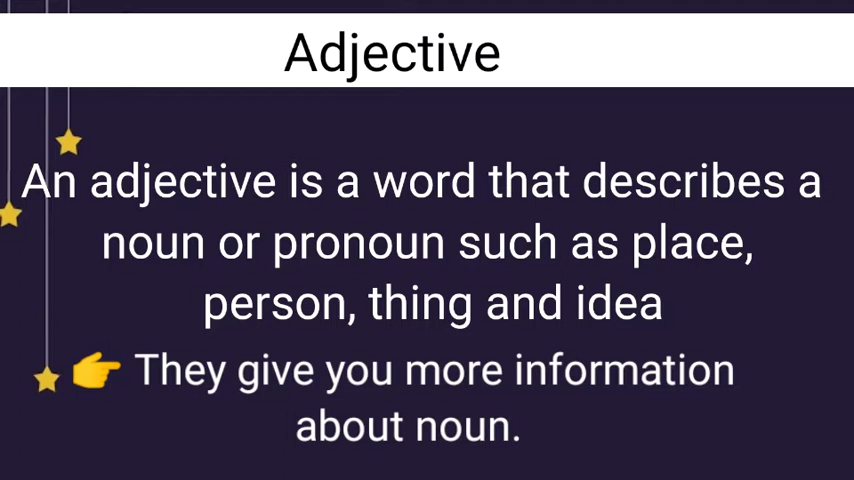 Adjective
An adjective is a word that describes a
noun or pronoun such as place,
person, thing and idea
👉 They give you more information
about noun.